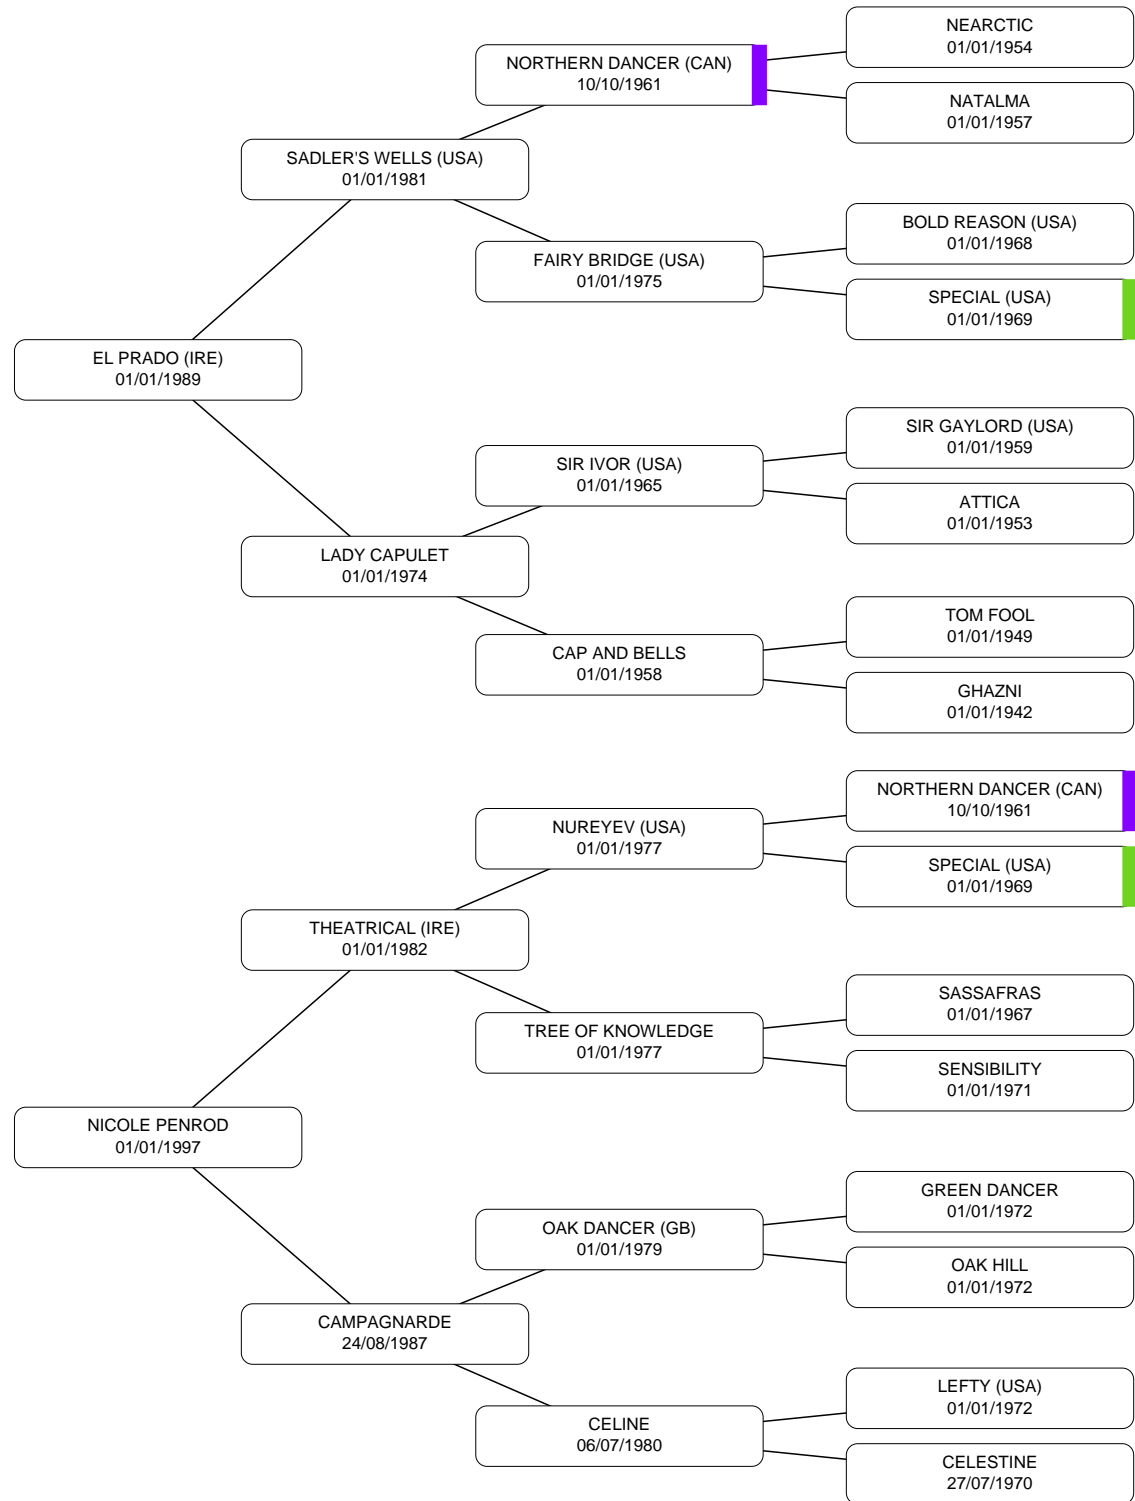 NEARCTIC
01/01/1954
NORTHERN DANCER (CAN)
10/10/1961
NATALMA
01/01/1957
SADLER'S WELLS (USA)
01/01/1981
BOLD REASON (USA)
01/01/1968
FAIRY BRIDGE (USA)
01/01/1975
SPECIAL (USA)
01/01/1969
EL PRADO (IRE)
01/01/1989
SIR GAYLORD (USA)
01/01/1959
SIR IVOR (USA)
01/01/1965
ATTICA
01/01/1953
LADY CAPULET
01/01/1974
TOM FOOL
01/01/1949
CAP AND BELLS
01/01/1958
GHAZNI
01/01/1942
NORTHERN DANCER (CAN)
10/10/1961
NUREYEV (USA)
01/01/1977
SPECIAL (USA)
01/01/1969
THEATRICAL (IRE)
01/01/1982
SASSAFRAS
01/01/1967
TREE OF KNOWLEDGE
01/01/1977
SENSIBILITY
01/01/1971
NICOLE PENROD
01/01/1997
GREEN DANCER
01/01/1972
OAK DANCER (GB)
01/01/1979
OAK HILL
01/01/1972
CAMPAGNARDE
24/08/1987
LEFTY (USA)
01/01/1972
CELINE
06/07/1980
CELESTINE
27/07/1970